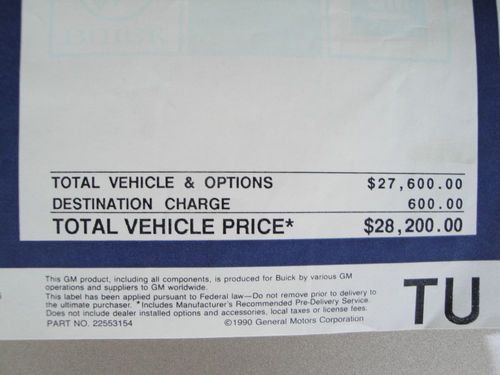 TOTAL VEHICLE & OPTIONS $27,600.00
DESTINATION CHARGE 600.00
TOTAL VEHICLE PRICE* $28,200.00
This GM product, including all components, is produced for Buick by various GM
operations and suppliers to GM worldwide.
This label has been applied pursuant to Federal law—Do not remove prior to delivery to
the ultimate purchaser. *Includes Manufacturer's Recommended Pre-Delivery Service.
Does not include dealer installed options and accessories, local taxes or license fees.
PART NO. 22553154 ©1990 General Motors Corporation
TU